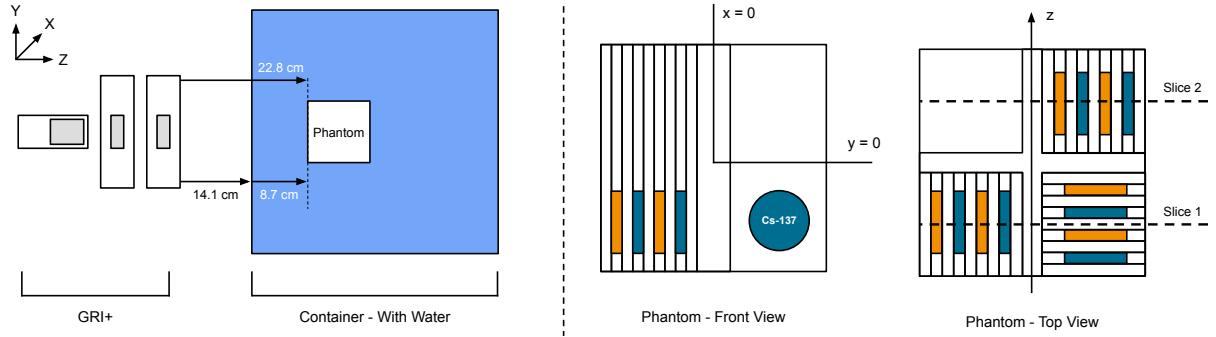 Y
X
Z
22.8 cm
Phantom
14.1 cm
8.7 cm
GRI+
Container - With Water
x = 0
y = 0
Cs-137
Phantom - Front View
z
Slice 2
Slice 1
Phantom - Top View